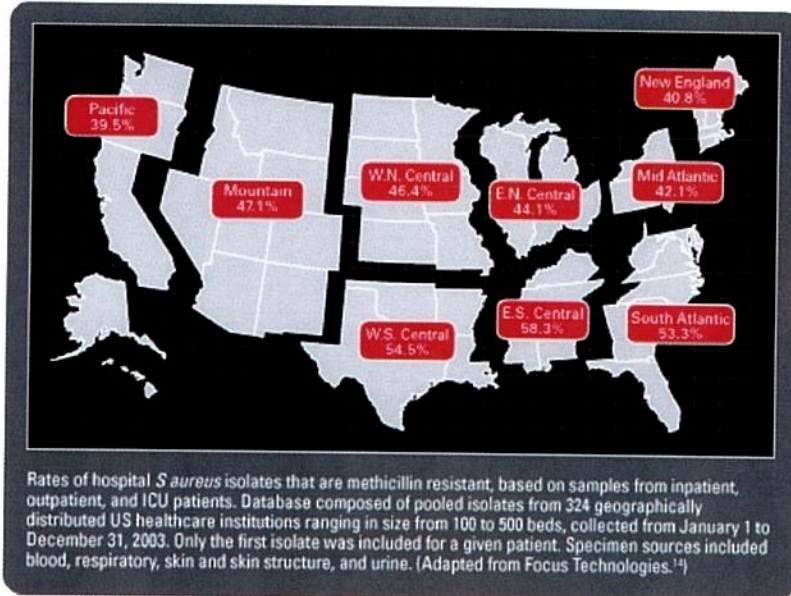 Pacific
39.5%
New England
40.8%
Mountain
47.1%
W.N. Central
46.4%
E.N. Central
44.1%
Mid Atlantic
42.1%
W.S. Central
54.5%
E.S. Central
58.3%
South Atlantic
53.3%
Rates of hospital S aureus isolates that are methicillin resistant, based on samples from inpatient,
outpatient, and ICU patients. Database composed of pooled isolates from 324 geographically
distributed US healthcare institutions ranging in size from 100 to 500 beds, collected from January 1 to
December 31, 2003. Only the first isolate was included for a given patient. Specimen sources included
blood, respiratory, skin and skin structure, and urine. (Adapted from Focus Technologies.¹⁴)